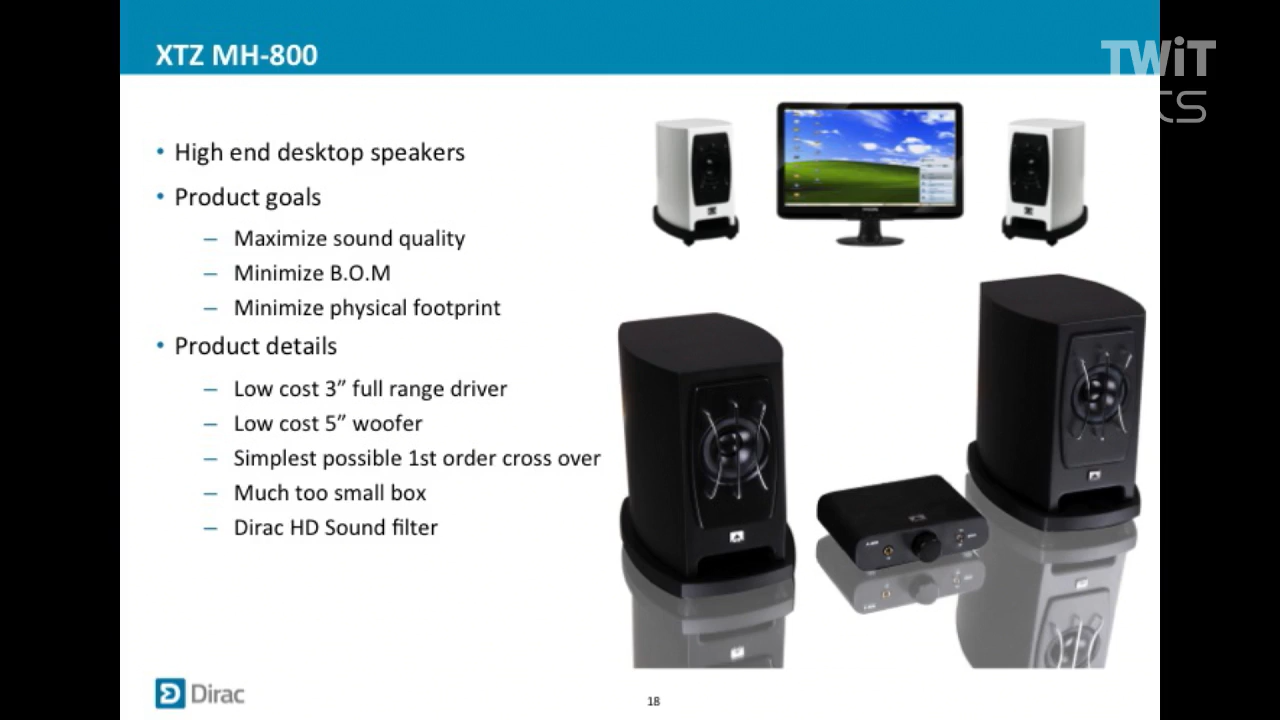 XTZ MH-800
TWiT
• High end desktop speakers
• Product goals
– Maximize sound quality
– Minimize B.O.M
– Minimize physical footprint
• Product details
– Low cost 3” full range driver
– Low cost 5” woofer
– Simplest possible 1st order cross over
– Much too small box
– Dirac HD Sound filter
Dirac
18